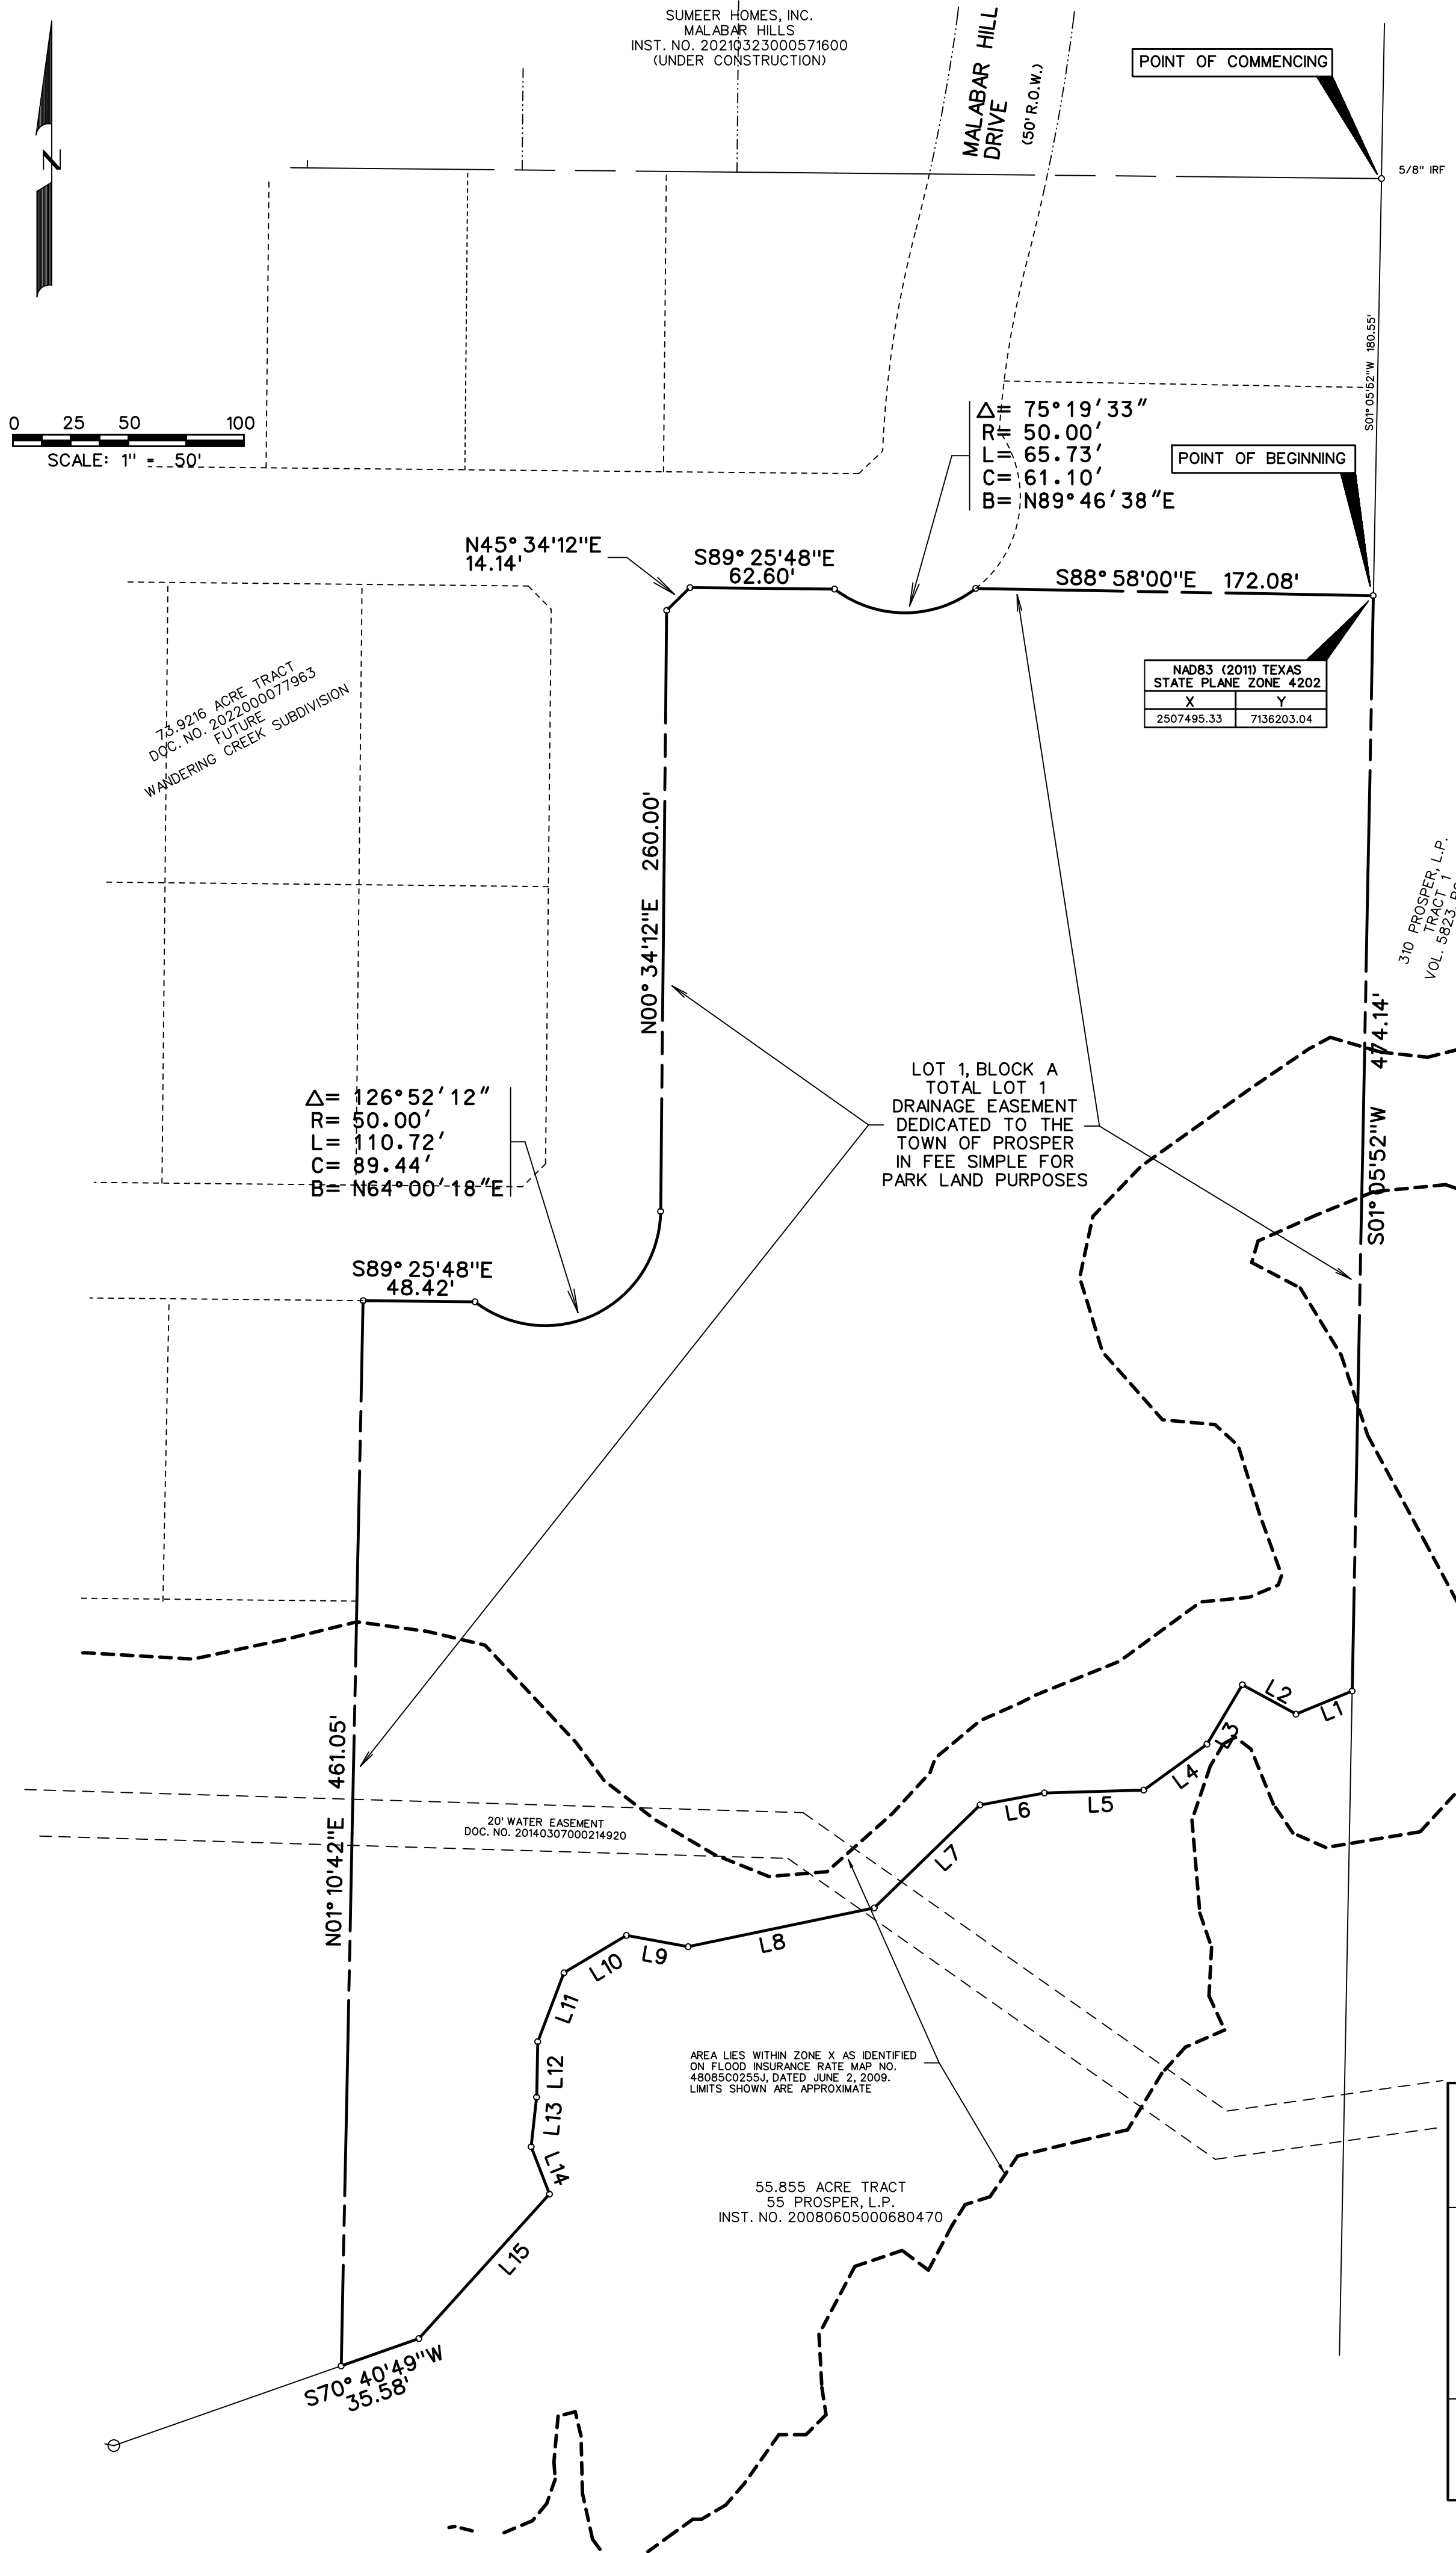 SUMEER HOMES, INC.
MALABAR HILLS
INST. NO. 20210323000571600
(UNDER CONSTRUCTION)
MALABAR HILL
DRIVE
(50' R.O.W.)
POINT OF COMMENCING
5/8" IRF
N
S01°05'52"W 180.55'
0 25 50 100
SCALE: 1" = 50'
Δ= 75°19'33"
R= 50.00'
L= 65.73'
C= 61.10'
B= N89°46'38"E
POINT OF BEGINNING
N45°34'12"E
14.14'
S89°25'48"E
62.60'
S88°58'00"E 172.08'
NAD83 (2011) TEXAS
STATE PLANE ZONE 4202
X Y
2507495.33 7136203.04
73.9216 ACRE TRACT
DOC. NO. 2022000077963
FUTURE
WANDERING CREEK SUBDIVISION
N00°34'12"E 260.00'
310 PROSPER, L.P.
TRACT 1
VOL. 5823,
S01°05'52"W 474.14'
LOT 1, BLOCK A
TOTAL LOT 1
DRAINAGE EASEMENT
DEDICATED TO THE
TOWN OF PROSPER
IN FEE SIMPLE FOR
PARK LAND PURPOSES
Δ= 126°52'12"
R= 50.00'
L= 110.72'
C= 89.44'
B= N64°00'18"E
S89°25'48"E
48.42'
N01°10'42"E 461.05'
L2
L1
L3
L4
L5
L6
L7
20' WATER EASEMENT
DOC. NO. 20140307000214920
L8
L9
L10
L11
L12
L13
L14
L15
AREA LIES WITHIN ZONE X AS IDENTIFIED
ON FLOOD INSURANCE RATE MAP NO.
48085C0255J, DATED JUNE 2, 2009.
LIMITS SHOWN ARE APPROXIMATE
55.855 ACRE TRACT
55 PROSPER, L.P.
INST. NO. 20080605000680470
S70°40'49"W
35.58'